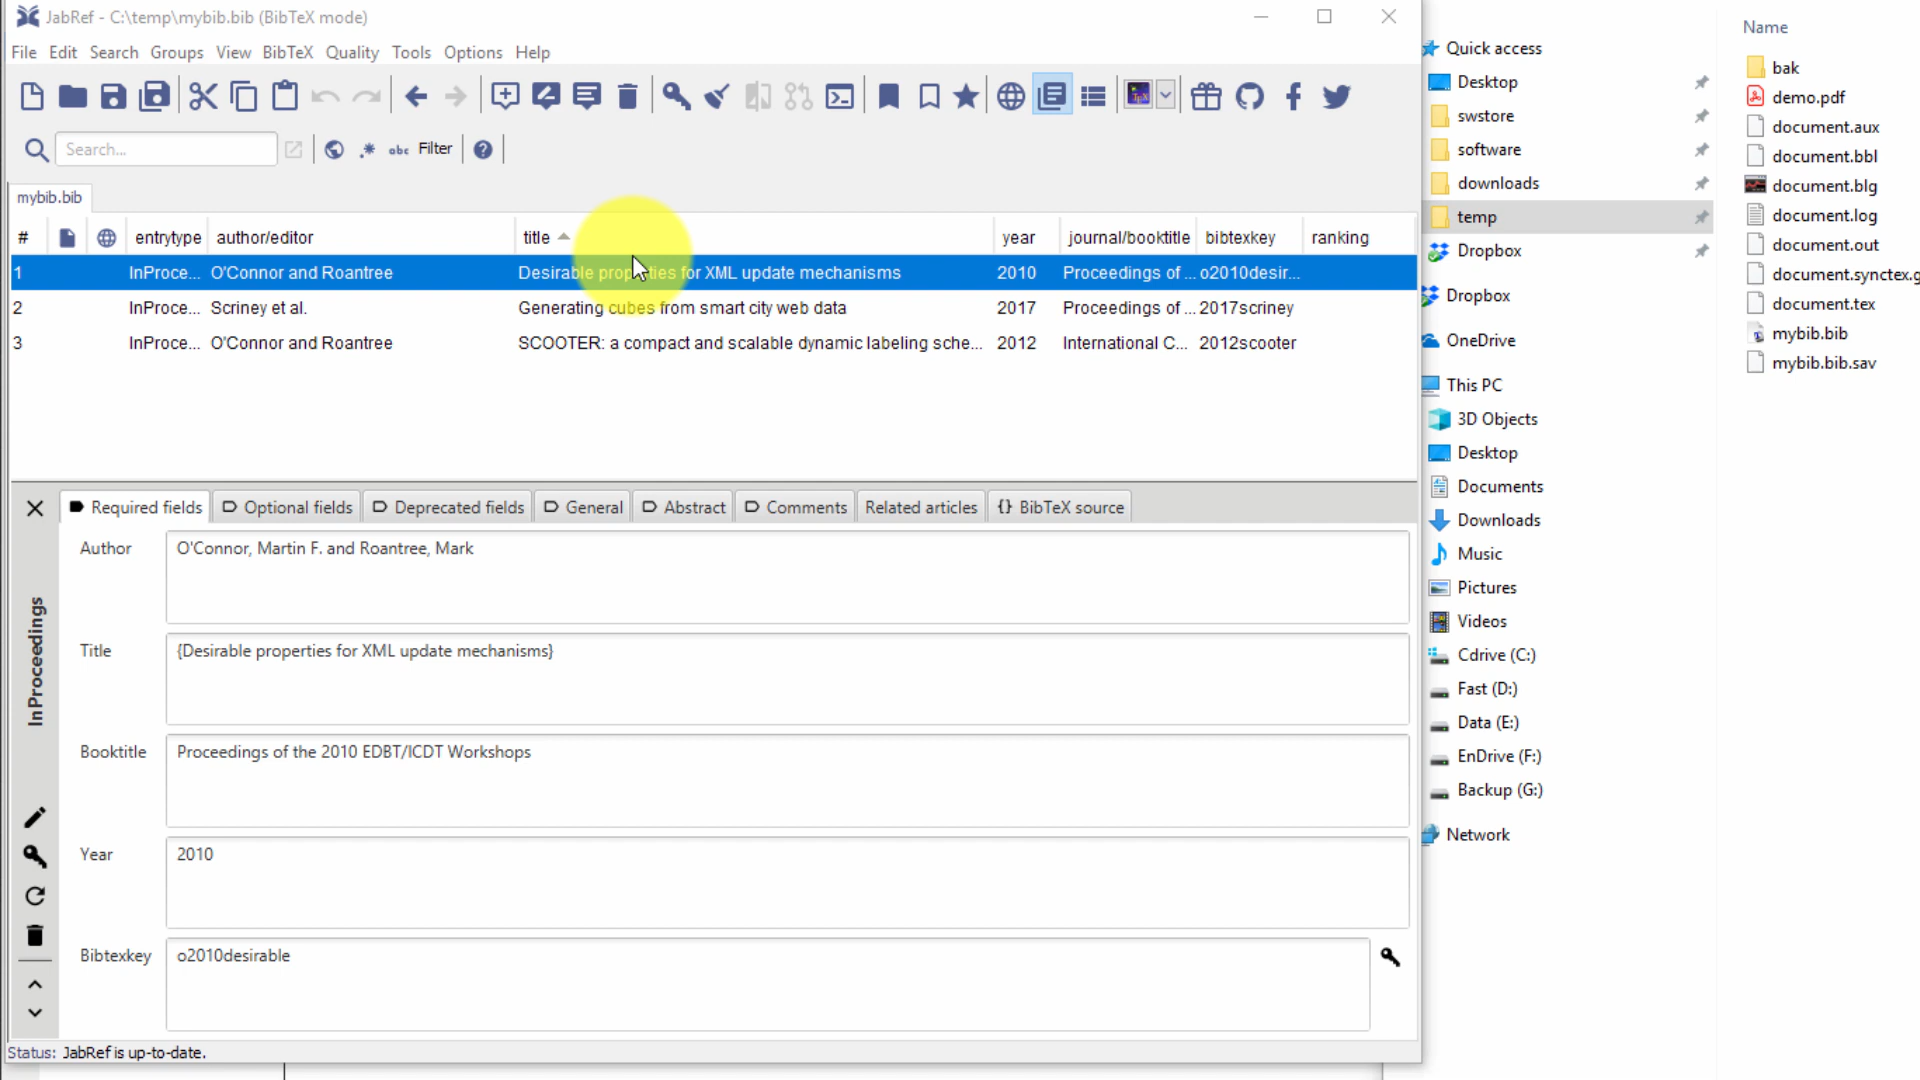 JabRef - C:\temp\mybib.bib (BibTeX mode)
File Edit Search Groups View BibTeX Quality Tools Options Help
Search... abc Filter
mybib.bib
# entrytype author/editor title year journal/booktitle bibtexkey ranking
1 InProce... O'Connor and Roantree Desirable properties for XML update mechanisms 2010 Proceedings of ... o2010desir...
2 InProce... Scriney et al. Generating cubes from smart city web data 2017 Proceedings of ... 2017scriney
3 InProce... O'Connor and Roantree SCOOTER: a compact and scalable dynamic labeling sche... 2012 International C... 2012scooter
Required fields Optional fields Deprecated fields General Abstract Comments Related articles {} BibTeX source
InProceedings
Author O'Connor, Martin F. and Roantree, Mark
Title {Desirable properties for XML update mechanisms}
Booktitle Proceedings of the 2010 EDBT/ICDT Workshops
Year 2010
Bibtexkey o2010desirable
Status: JabRef is up-to-date.
Quick access
Desktop
swstore
software
downloads
temp
Dropbox
Dropbox
OneDrive
This PC
3D Objects
Desktop
Documents
Downloads
Music
Pictures
Videos
Cdrive (C:)
Fast (D:)
Data (E:)
EnDrive (F:)
Backup (G:)
Network
Name
bak
demo.pdf
document.aux
document.bbl
document.blg
document.log
document.out
document.synctex.g
document.tex
mybib.bib
mybib.bib.sav